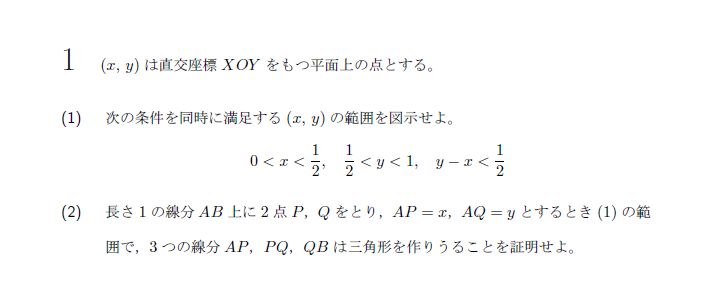 1 (x, y) は直交座標 XOY をもつ平面上の点とする。
(1) 次の条件を同時に満足する (x, y) の範囲を図示せよ。
0 < x < 1/2, 1/2 < y < 1, y − x < 1/2
(2) 長さ 1 の線分 AB 上に 2 点 P, Q をとり, AP = x, AQ = y とするとき (1) の範
囲で, 3 つの線分 AP, PQ, QB は三角形を作りうることを証明せよ。